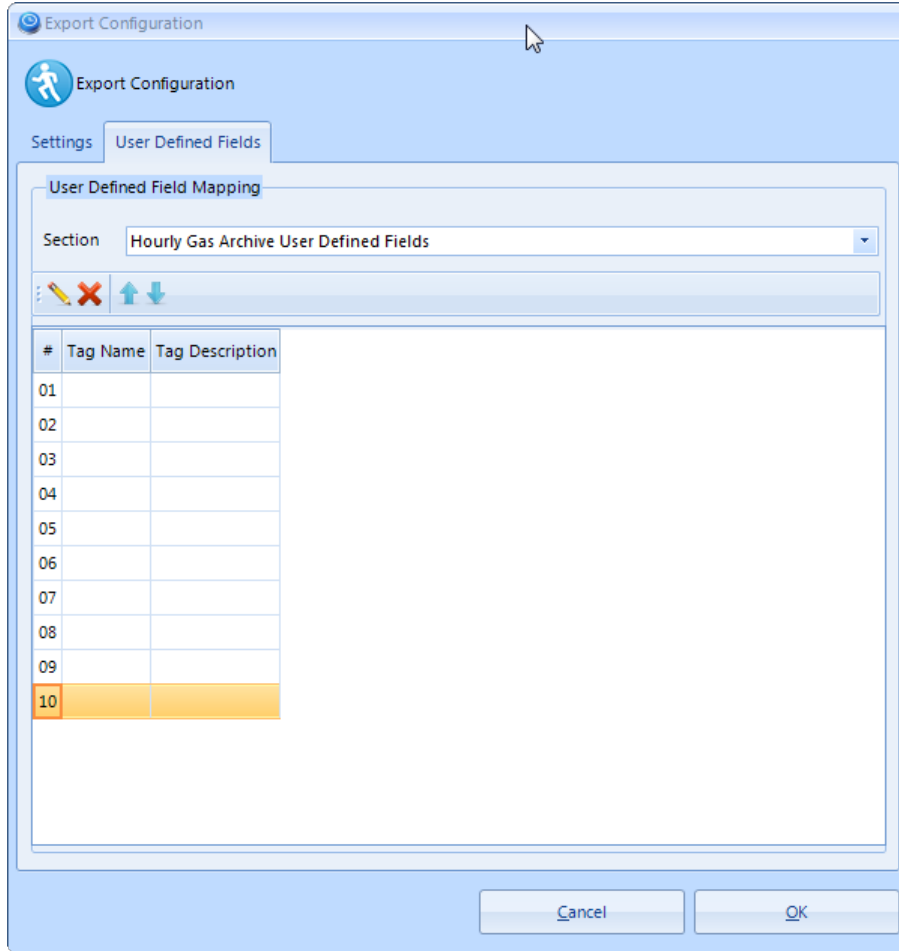 Export Configuration
Export Configuration
Settings User Defined Fields
User Defined Field Mapping
Section Hourly Gas Archive User Defined Fields
# Tag Name Tag Description
01
02
03
04
05
06
07
08
09
10
Cancel OK